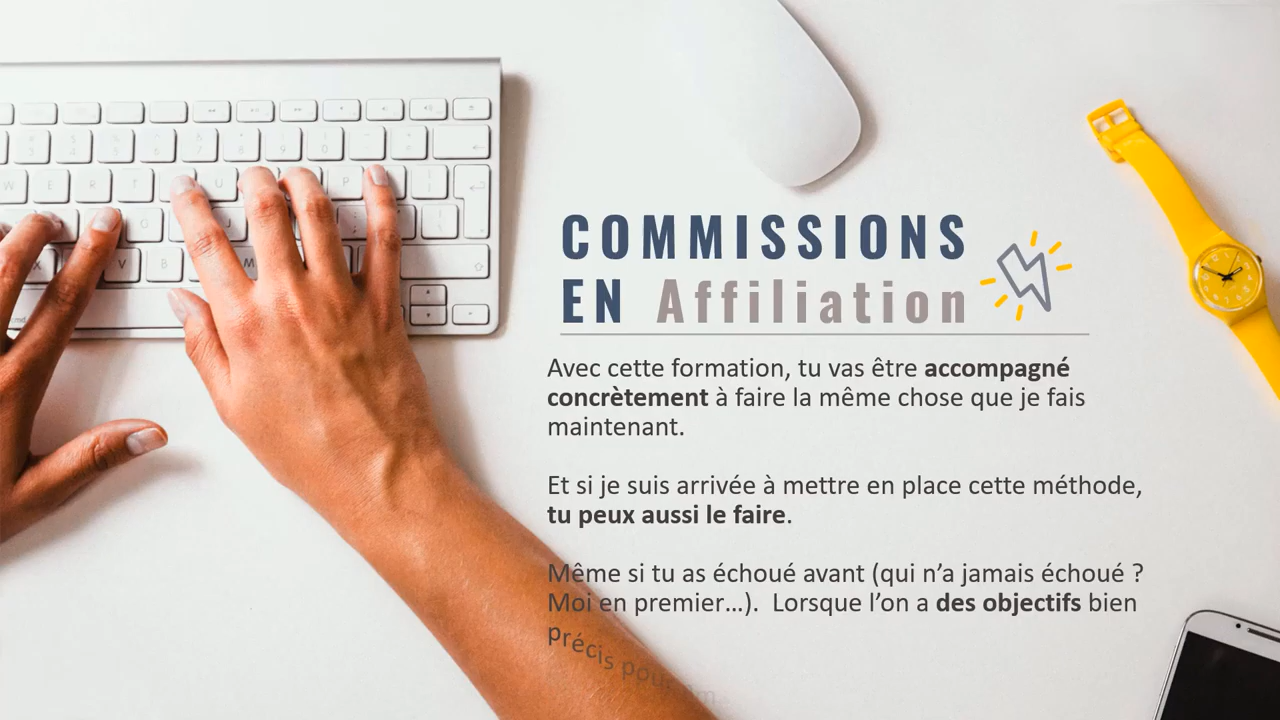 COMMISSIONS
EN Affiliation
Avec cette formation, tu vas être accompagné
concrètement à faire la même chose que je fais
maintenant.
Et si je suis arrivée à mettre en place cette méthode,
tu peux aussi le faire.
Même si tu as échoué avant (qui n’a jamais échoué ?
Moi en premier…).  Lorsque l’on a des objectifs bien
précis